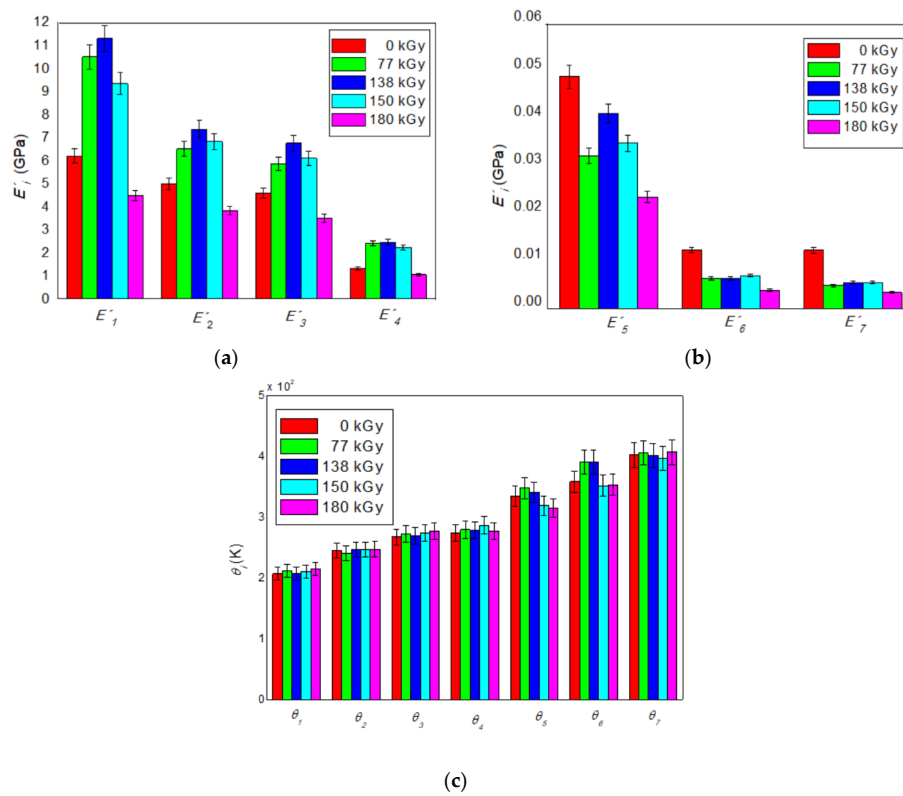 12
11
10
9
8
7
6
5
4
3
2
1
0
E´i (GPa)
0 kGy
77 kGy
138 kGy
150 kGy
180 kGy
E´1 E´2 E´3 E´4
(a)
0.06
0.05
0.04
0.03
0.02
0.01
0.00
E´i (GPa)
0 kGy
77 kGy
138 kGy
150 kGy
180 kGy
E´5 E´6 E´7
(b)
5 x 10²
4
3
2
1
0
θi (K)
0 kGy
77 kGy
138 kGy
150 kGy
180 kGy
θ1 θ2 θ3 θ4 θ5 θ6 θ7
(c)